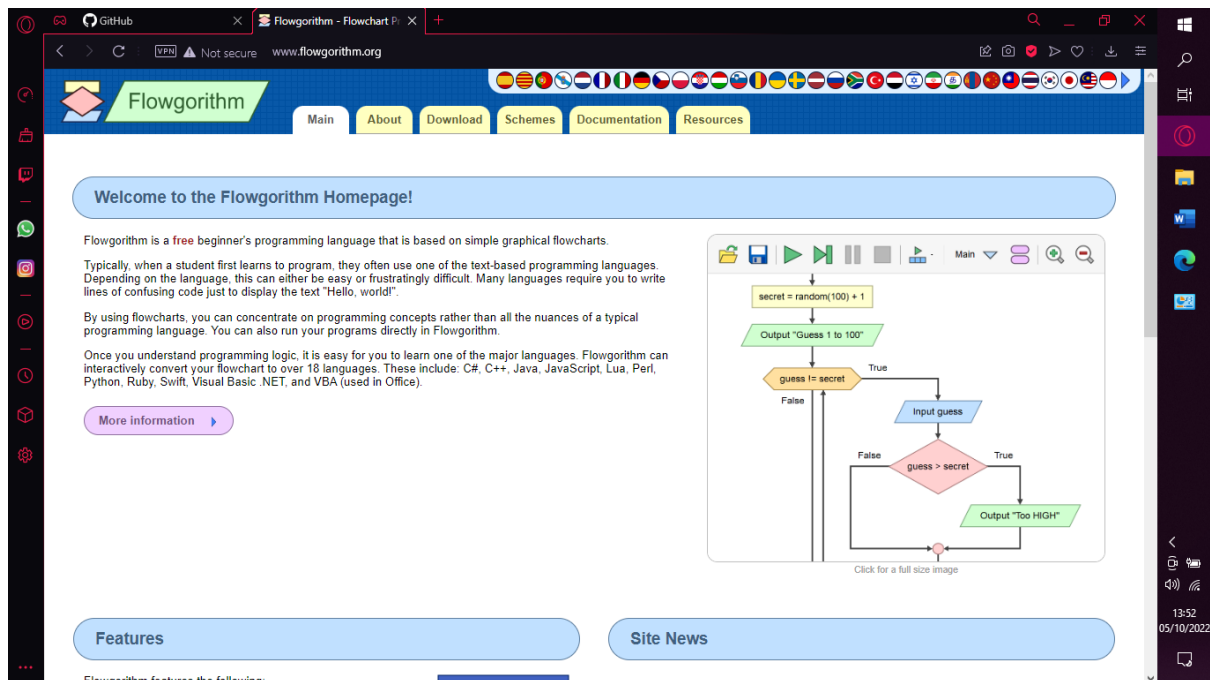 GitHub
Flowgorithm - Flowchart Pr
VPN
Not secure
www.flowgorithm.org
Flowgorithm
Main
About
Download
Schemes
Documentation
Resources
Welcome to the Flowgorithm Homepage!
Flowgorithm is a free beginner's programming language that is based on simple graphical flowcharts.
Typically, when a student first learns to program, they often use one of the text-based programming languages.
Depending on the language, this can either be easy or frustratingly difficult. Many languages require you to write
lines of confusing code just to display the text "Hello, world!".
By using flowcharts, you can concentrate on programming concepts rather than all the nuances of a typical
programming language. You can also run your programs directly in Flowgorithm.
Once you understand programming logic, it is easy for you to learn one of the major languages. Flowgorithm can
interactively convert your flowchart to over 18 languages. These include: C#, C++, Java, JavaScript, Lua, Perl,
Python, Ruby, Swift, Visual Basic .NET, and VBA (used in Office).
More information
Main
secret = random(100) + 1
Output "Guess 1 to 100"
guess != secret
True
False
Input guess
False
guess > secret
True
Output "Too HIGH"
Click for a full size image
Features
Site News
Flowgorithm features the following:
13:52
05/10/2022